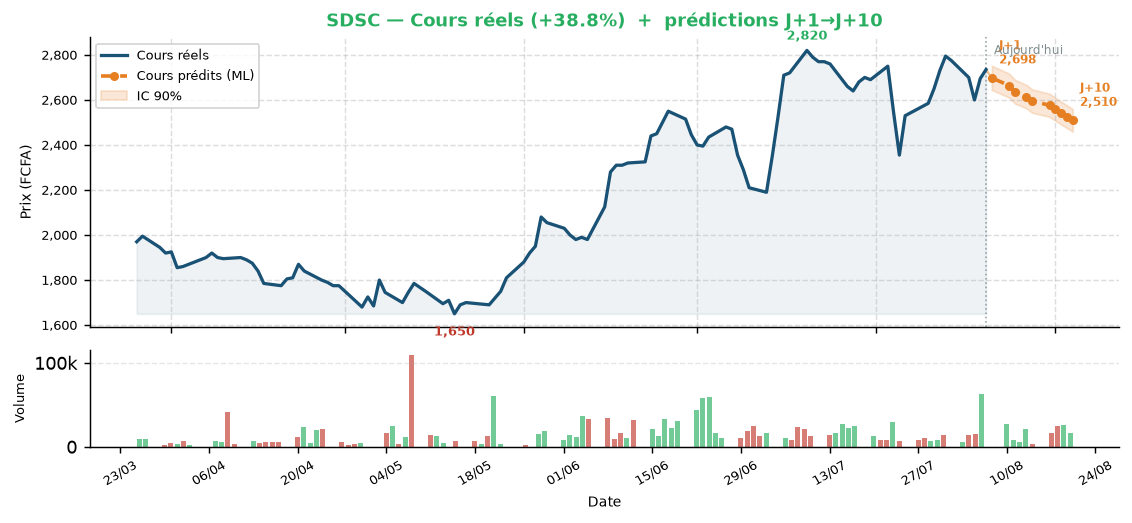 SDSC — Cours réels (+38.8%)  +  prédictions J+1→J+10
2,820
Cours réels
Cours prédits (ML)
IC 90%
Aujourd'hui
J+1
2,698
J+10
2,510
1,650
Prix (FCFA)
2,800
2,600
2,400
2,200
2,000
1,800
1,600
Volume
100k
0
23/03
06/04
20/04
04/05
18/05
01/06
15/06
29/06
13/07
27/07
10/08
24/08
Date